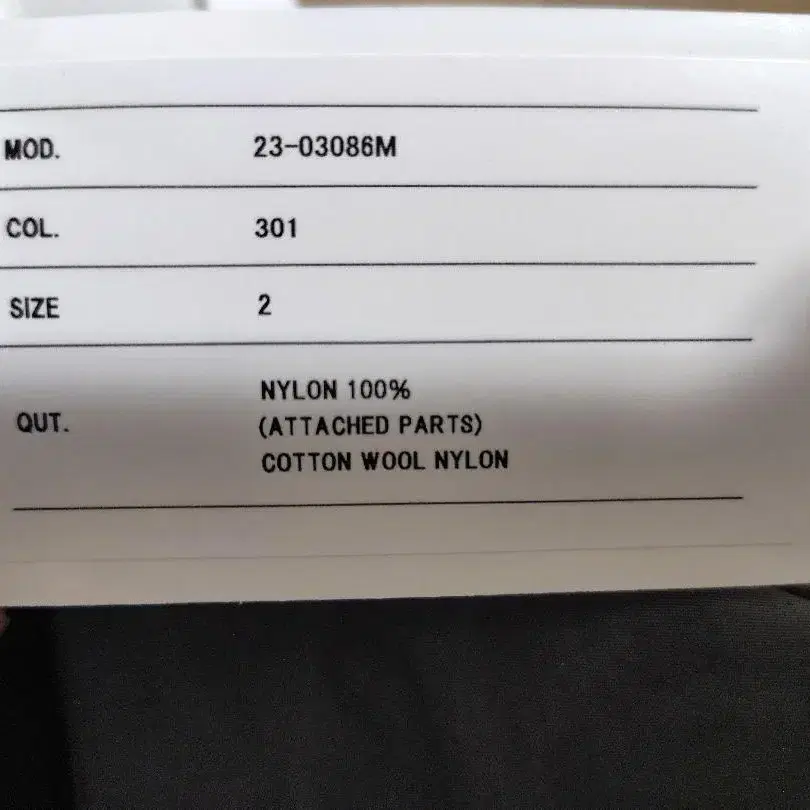 MOD. 23-03086M
COL. 301
SIZE 2
NYLON 100%
QUT. (ATTACHED PARTS)
COTTON WOOL NYLON